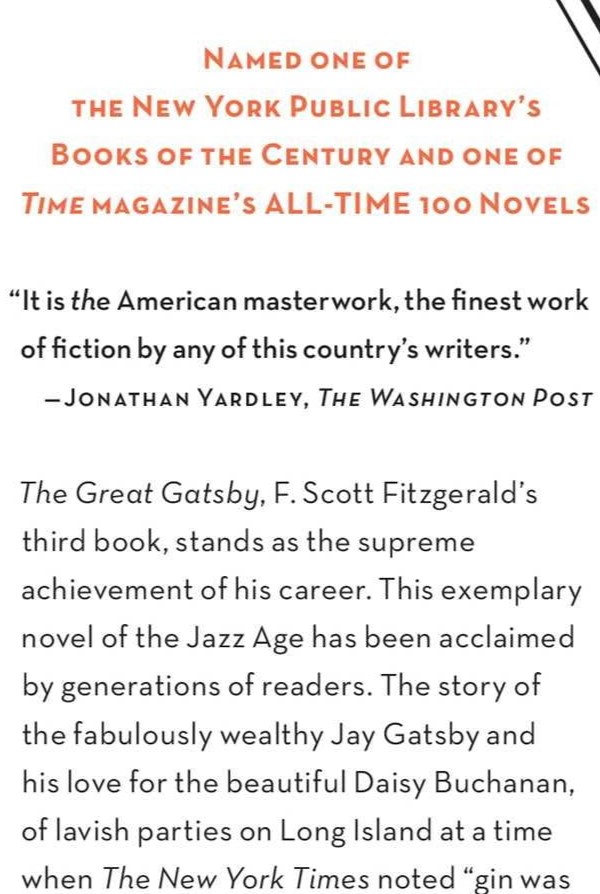 NAMED ONE OF
THE NEW YORK PUBLIC LIBRARY’S
BOOKS OF THE CENTURY AND ONE OF
TIME MAGAZINE’S ALL-TIME 100 NOVELS
“It is the American masterwork, the finest work
of fiction by any of this country’s writers.”
—JONATHAN YARDLEY, THE WASHINGTON POST
The Great Gatsby, F. Scott Fitzgerald’s
third book, stands as the supreme
achievement of his career. This exemplary
novel of the Jazz Age has been acclaimed
by generations of readers. The story of
the fabulously wealthy Jay Gatsby and
his love for the beautiful Daisy Buchanan,
of lavish parties on Long Island at a time
when The New York Times noted “gin was